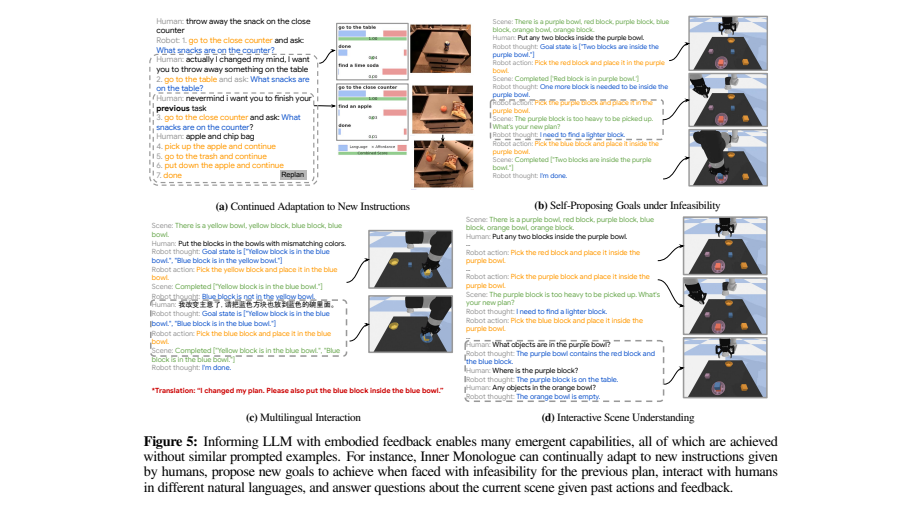 Human: throw away the snack on the close
counter
Robot: 1. go to the close counter and ask:
What snacks are on the counter?
Human: actually I changed my mind, I want
you to throw away something on the table
2. go to the table and ask: What snacks are
on the table?
Human: nevermind i want you to finish your
previous task
3. go to the close counter and ask: What
snacks are on the counter?
Human: apple and chip bag
4. pick up the apple and continue
5. go to the trash and continue
6. put down the apple and continue
7. done
Replan
go to the table
done
find a lime soda
go to the close counter
find an apple
done
Language
Affordance
Combined Score
(a) Continued Adaptation to New Instructions
Scene: There is a purple bowl, red block, purple block, blue
block, orange bowl, orange block.
Human: Put any two blocks inside the purple bowl.
Robot thought: Goal state is ["Two blocks are inside the
purple bowl."]
Robot action: Pick the red block and place it in the purple
bowl.
Scene: Completed ['Red block is in purple bowl.']
Robot thought: One more block is needed to be inside the
purple bowl.
Robot action: Pick the purple block and place it in the
purple bowl.
Scene: The purple block is too heavy to be picked up.
What's your new plan?
Robot thought: I need to find a lighter block.
Robot action: Pick the blue block and place it in the
purple bowl.
Scene: Completed ["Two blocks are inside the purple
bowl."]
Robot thought: I'm done.
(b) Self-Proposing Goals under Infeasibility
Scene: There is a yellow bowl, yellow block, blue block, blue
bowl.
Human: Put the blocks in the bowls with mismatching colors.
Robot thought: Goal state is ["Yellow block is in the blue
bowl.", "Blue block is in the yellow bowl."]
Robot action: Pick the yellow block and place it in the blue
bowl.
Scene: Completed ["Yellow block is in the blue bowl."]
Robot thought: Blue block is not in the yellow bowl.
Human: 我改变主意了, 请把蓝色方块也放到蓝色的碗里面。
Robot thought: Goal state is ["Yellow block is in the blue
bowl.", "Blue block is in the blue bowl."]
Robot action: Pick the blue block and place it in the blue
bowl.
Scene: Completed ["Yellow block is in the blue bowl.", "Blue
block is in the blue bowl."]
Robot thought: I'm done.
*Translation: "I changed my plan. Please also put the blue block inside the blue bowl."
(c) Multilingual Interaction
Scene: There is a purple bowl, red block, purple block, blue
block, orange bowl, orange block.
Human: Put any two blocks inside the purple bowl.
...
Robot action: Pick the red block and place it inside the
purple bowl.
...
Robot action: Pick the purple block and place it inside the
purple bowl.
Scene: The purple block is too heavy to be picked up. What's
your new plan?
Robot thought: I need to find a lighter block.
Robot action: Pick the blue block and place it inside the
purple bowl.
...
Human: What objects are in the purple bowl?
Robot thought: The purple bowl contains the red block and
the blue block.
Human: Where is the purple block?
Robot thought: The purple block is on the table.
Human: Any objects in the orange bowl?
Robot thought: The orange bowl is empty.
(d) Interactive Scene Understanding
Figure 5: Informing LLM with embodied feedback enables many emergent capabilities, all of which are achieved
without similar prompted examples. For instance, Inner Monologue can continually adapt to new instructions given
by humans, propose new goals to achieve when faced with infeasibility for the previous plan, interact with humans
in different natural languages, and answer questions about the current scene given past actions and feedback.